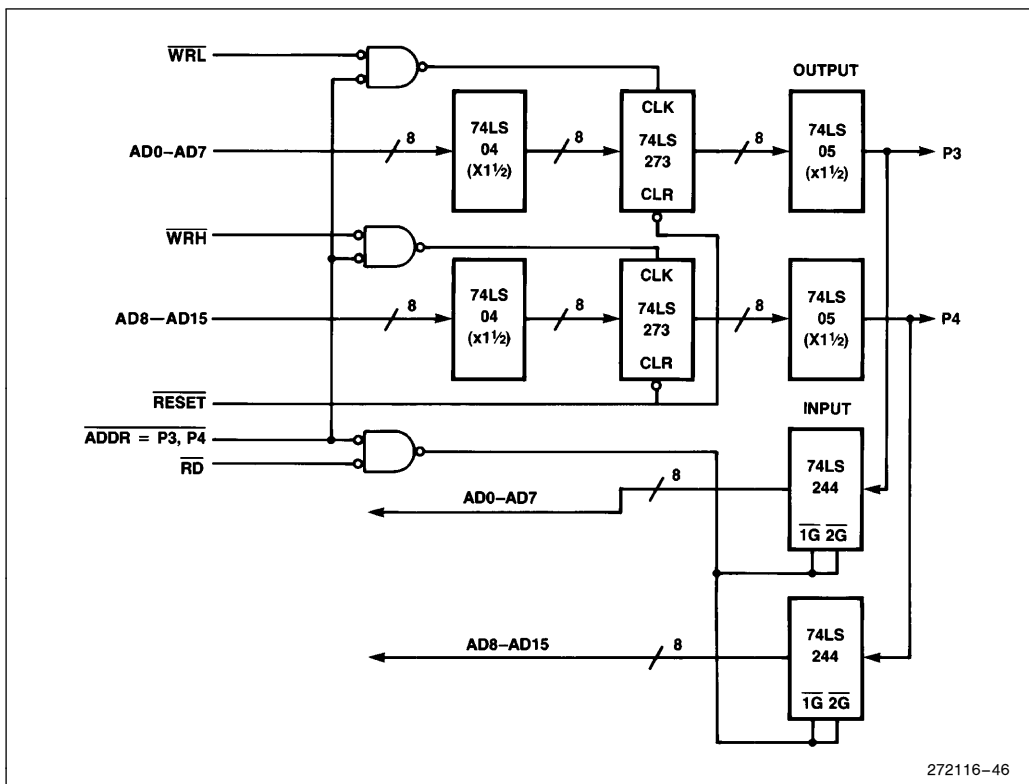 WRL
OUTPUT
AD0–AD7
8
74LS
04
(X1½)
8
CLK
74LS
273
CLR
8
74LS
05
(x1½)
P3
WRH
AD8–AD15
8
74LS
04
(x1½)
8
CLK
74LS
273
CLR
8
74LS
05
(X1½)
P4
RESET
INPUT
ADDR = P3, P4
RD
AD0–AD7
8
74LS
244
1G 2G
AD8–AD15
8
74LS
244
1G 2G
272116–46